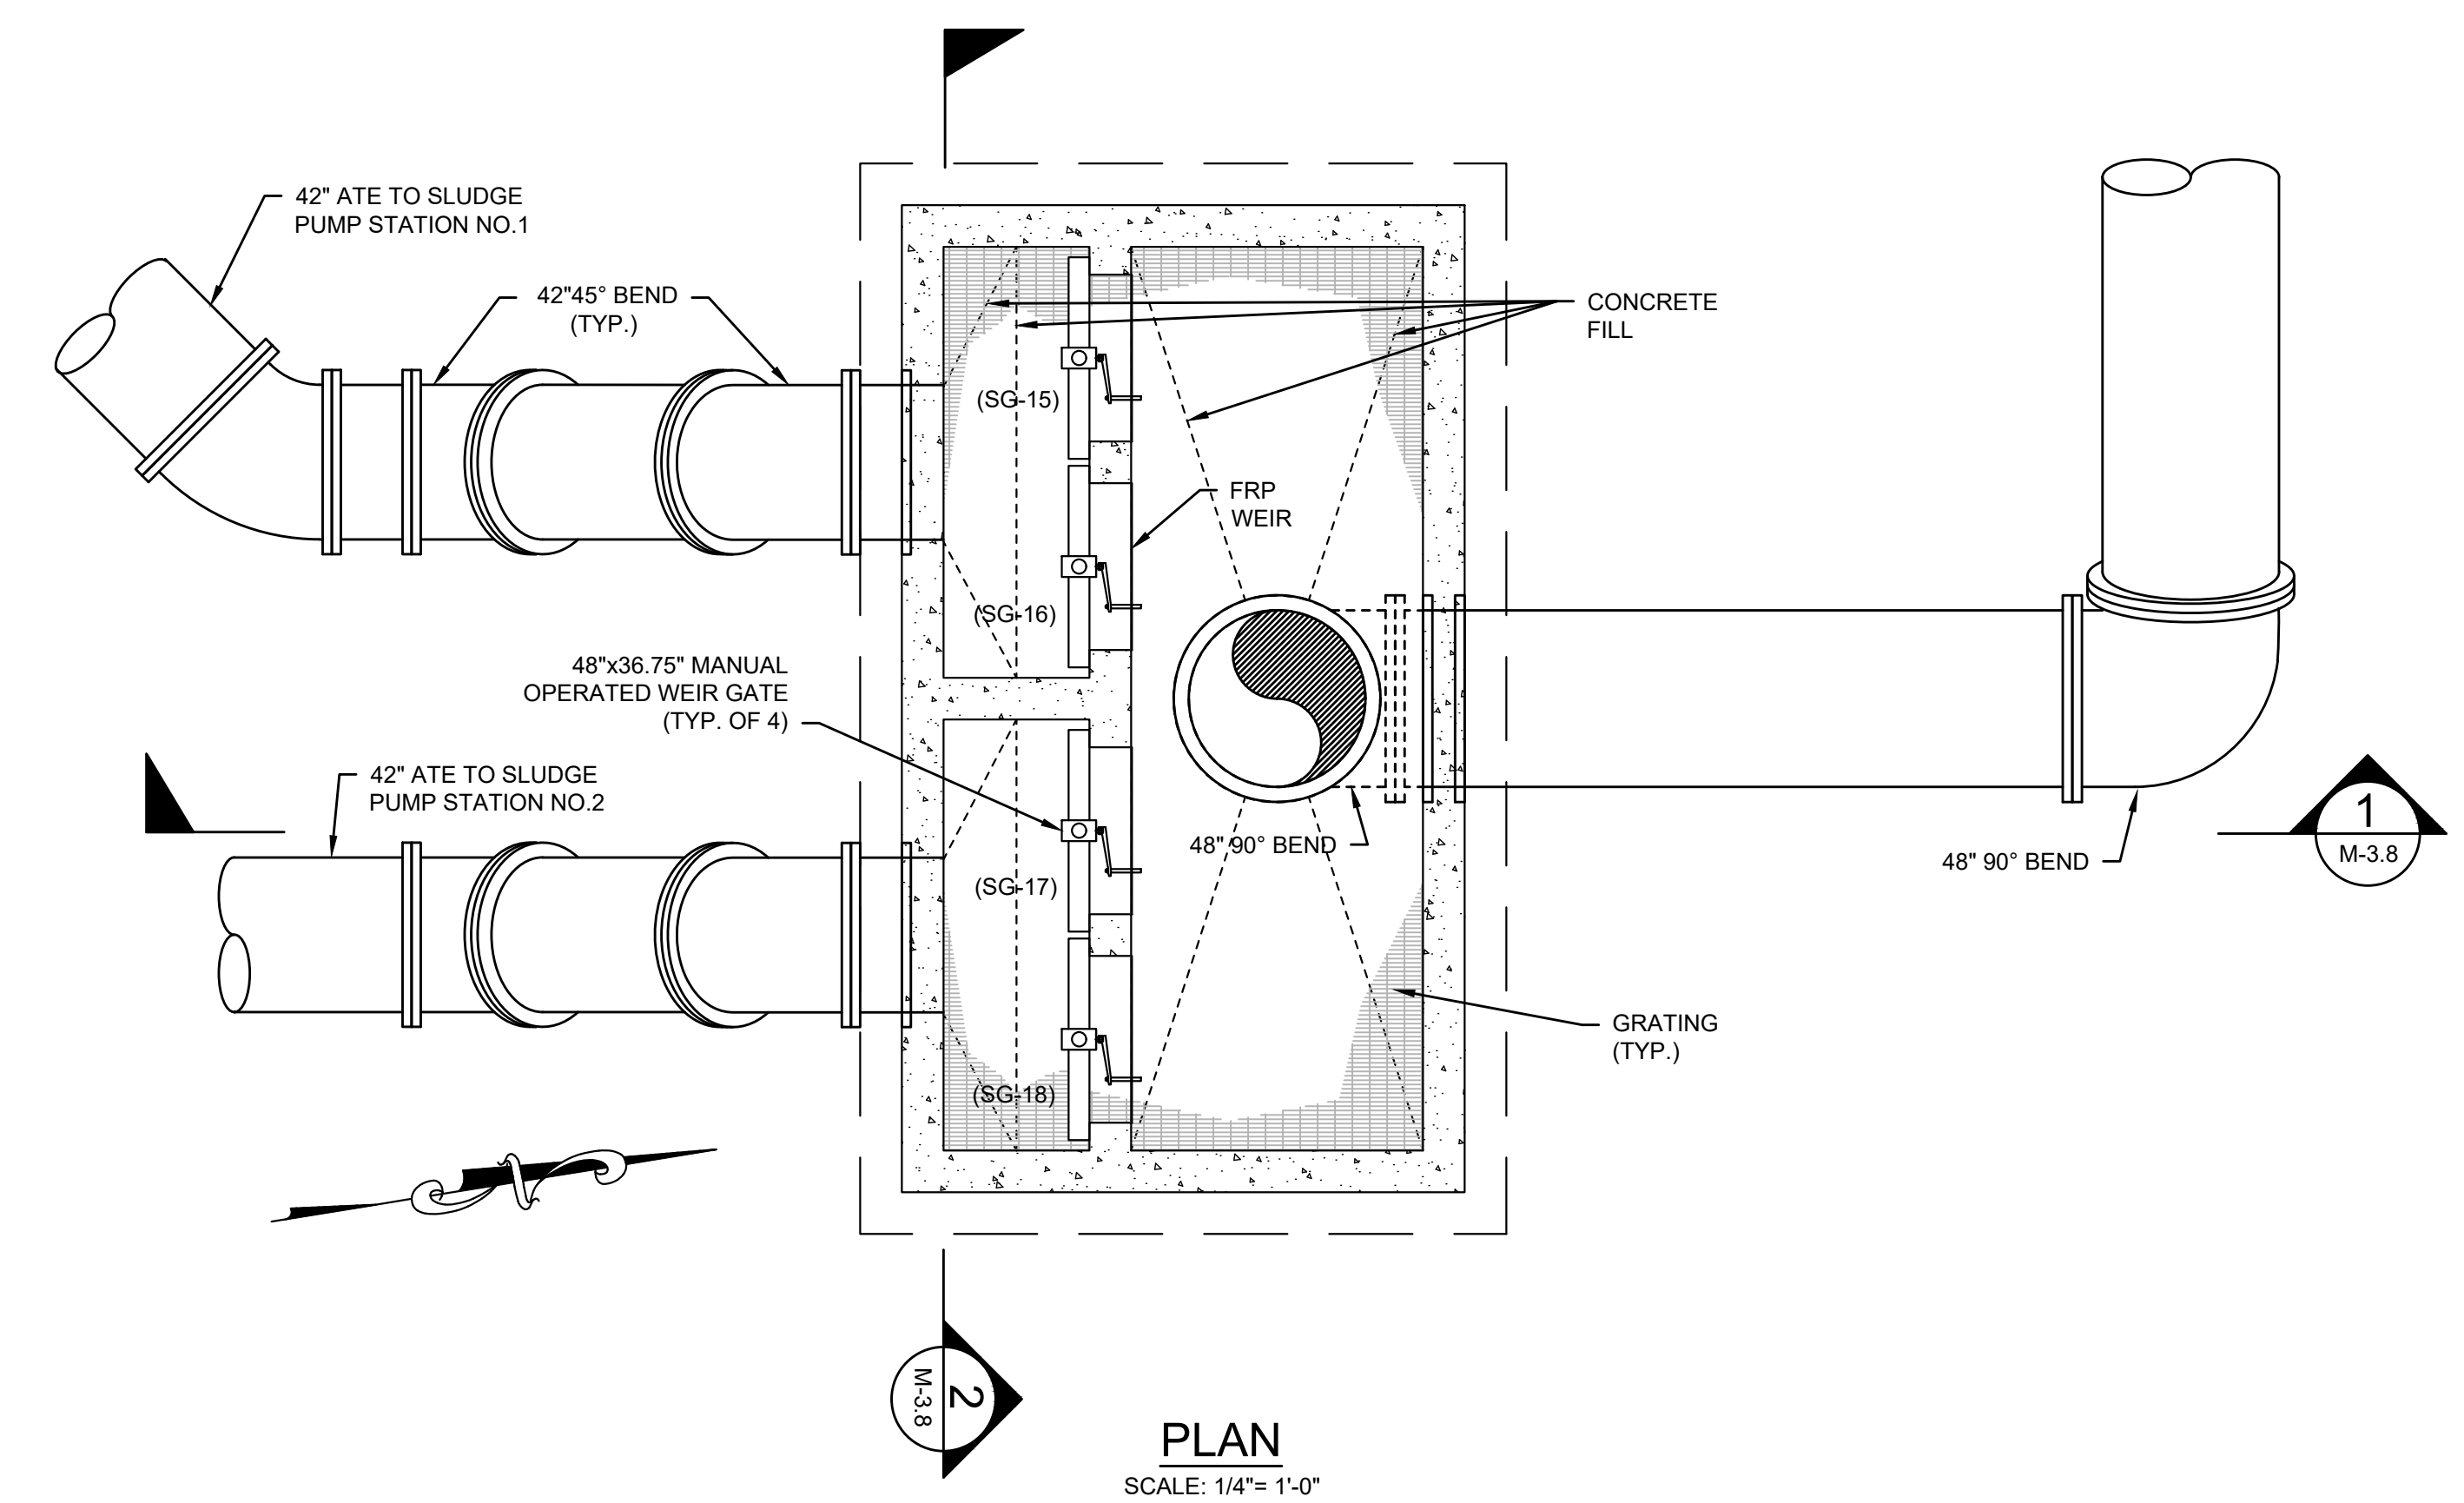 42" ATE TO SLUDGE
PUMP STATION NO.1
42"45° BEND
(TYP.)
CONCRETE
FILL
(SG-15)
FRP
WEIR
(SG-16)
48"x36.75" MANUAL
OPERATED WEIR GATE
(TYP. OF 4)
42" ATE TO SLUDGE
PUMP STATION NO.2
48" 90° BEND
48" 90° BEND
1
M-3.8
(SG-17)
GRATING
(TYP.)
(SG-18)
N
2
M-3.8
PLAN
SCALE: 1/4"= 1'-0"